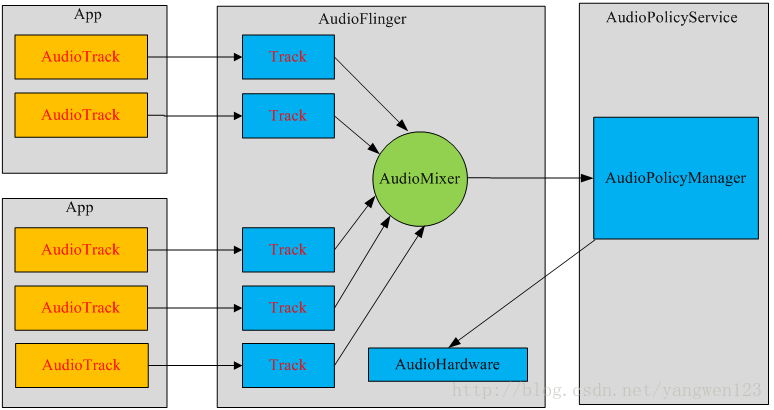 App
AudioTrack
AudioTrack
App
AudioTrack
AudioTrack
AudioTrack
AudioFlinger
Track
Track
Track
Track
Track
AudioMixer
AudioHardware
AudioPolicyService
AudioPolicyManager
http://blog.csdn.net/yangwen123